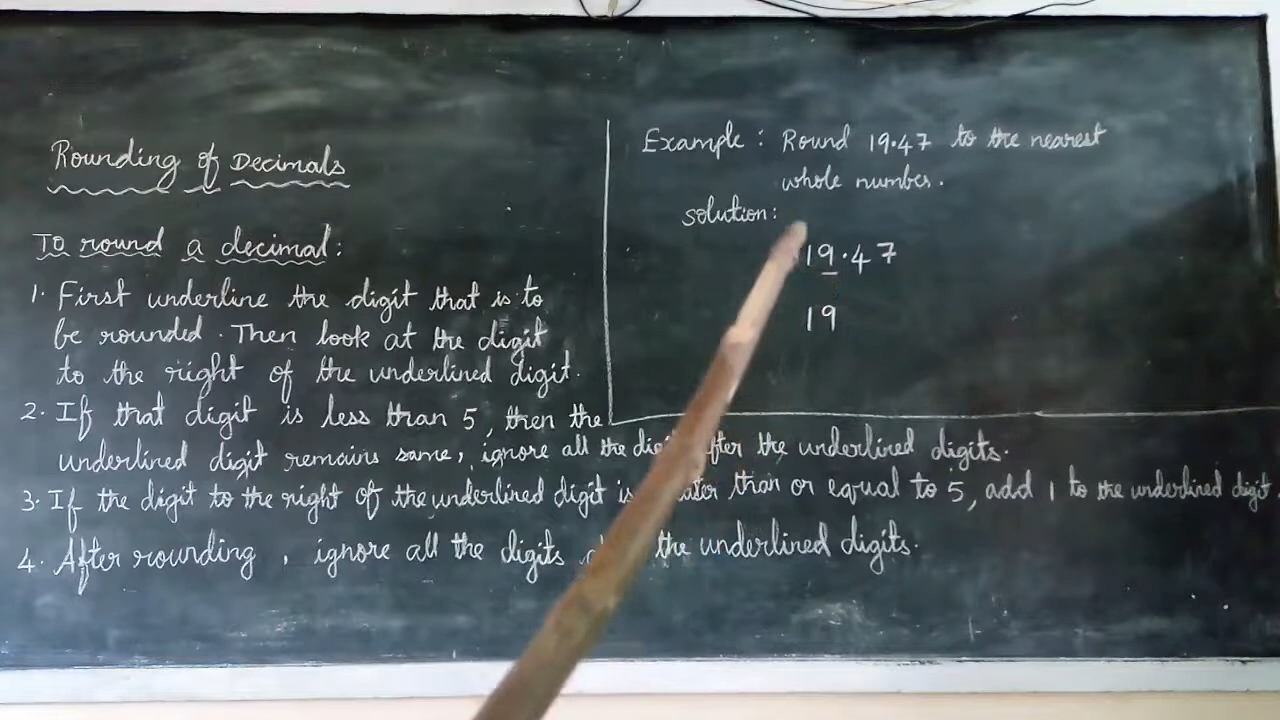 Rounding of Decimals
To round a decimal:
1. First underline the digit that is to
be rounded. Then look at the digit
to the right of the underlined digit.
2. If that digit is less than 5, then the
underlined digit remains same, ignore all the after the underlined digits.
3. If the digit to the right of the underlined digit is than or equal to 5, add 1 to the underlined digit
4. After rounding, ignore all the digits the underlined digits.
Example: Round 19.47 to the nearest
whole number.
Solution:
19.47
19